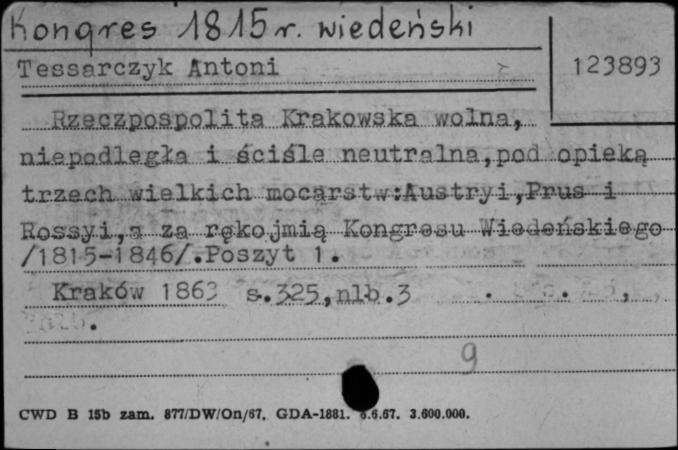 Kongres 1815 r. wiedeński
Tessarczyk Antoni
123893
Rzeczpospolita Krakowska wolna,
niepodległa i ściśle neutralna,pod opieką
trzech wielkich mocarstw:Austryi,Prus i
Rossyi,a za rękojmią Kongresu Wiedeńskiego
/1815-1846/.Poszyt 1.
Kraków 1863 s.325,nlb.3
9
CWD B 15b zam. 877/DW/On/67. GDA-1881. 6.67. 3.600.000.